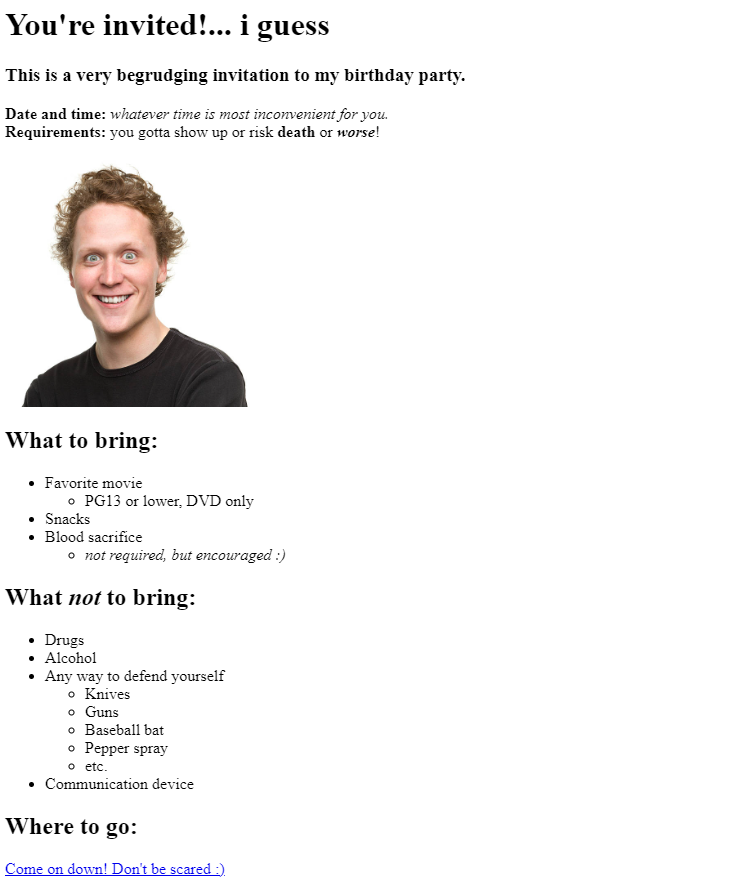 You're invited!... i guess
This is a very begrudging invitation to my birthday party.
Date and time: whatever time is most inconvenient for you.
Requirements: you gotta show up or risk death or worse!
What to bring:
Favorite movie
PG13 or lower, DVD only
Snacks
Blood sacrifice
not required, but encouraged :)
What not to bring:
Drugs
Alcohol
Any way to defend yourself
Knives
Guns
Baseball bat
Pepper spray
etc.
Communication device
Where to go:
Come on down! Don't be scared :)